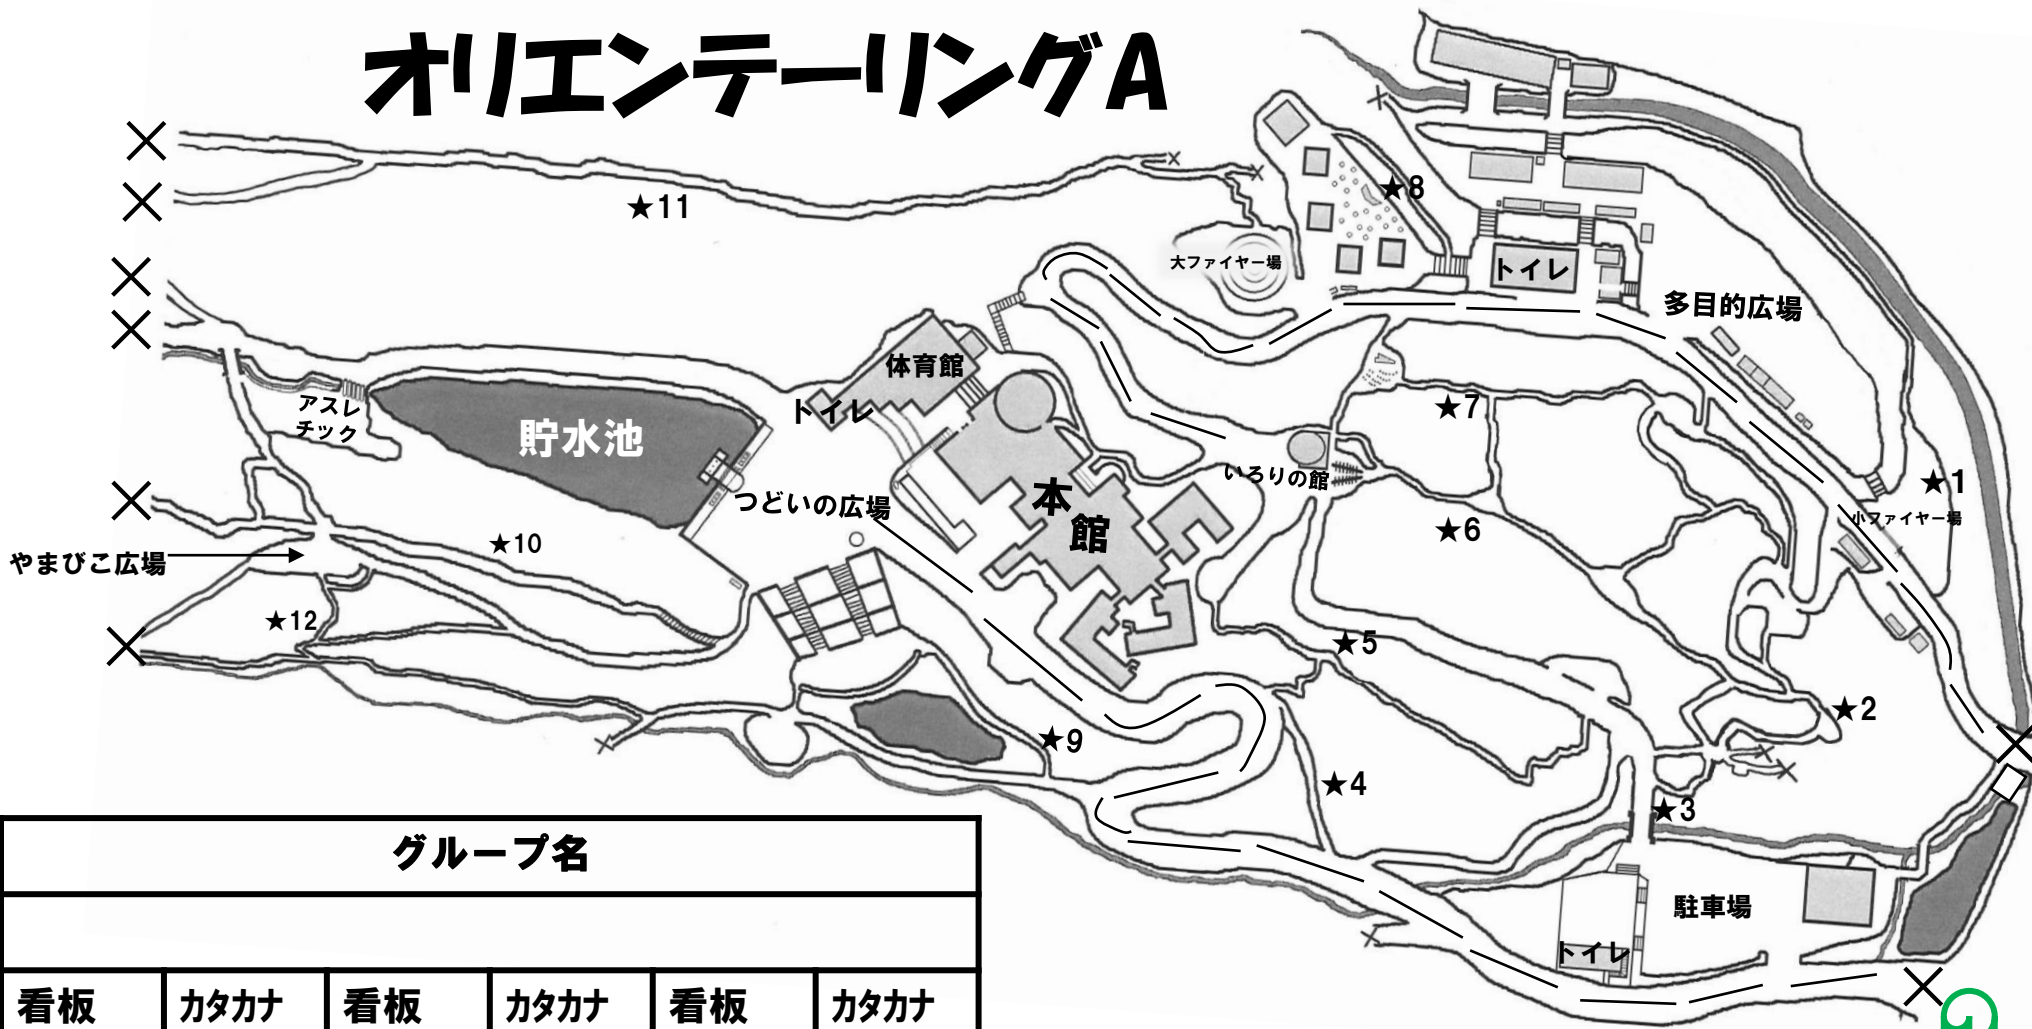 オリエンテーリングA
★11
★8
大ファイヤー場
トイレ
多目的広場
体育館
トイレ
アスレ
チック
貯水池
★7
いろりの館
★1
つどいの広場
本
館
小ファイヤー場
★6
★10
やまびこ広場
★12
★5
★2
★9
★4
★3
グループ名
駐車場
トイレ
看板 カタカナ 看板 カタカナ 看板 カタカナ